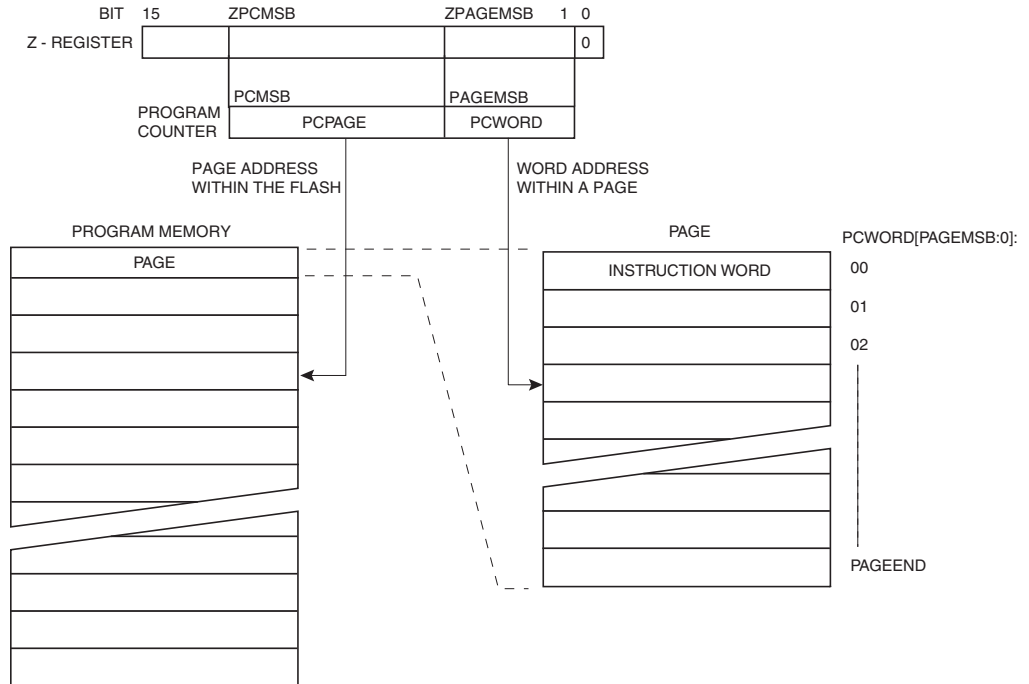 BIT 15 ZPCMSB ZPAGEMSB 1 0
Z - REGISTER 0
PCMSB PAGEMSB
PROGRAM
COUNTER
PCPAGE PCWORD
PAGE ADDRESS
WITHIN THE FLASH
WORD ADDRESS
WITHIN A PAGE
PROGRAM MEMORY
PAGE
PAGE
PCWORD[PAGEMSB:0]:
INSTRUCTION WORD
00
01
02
PAGEEND